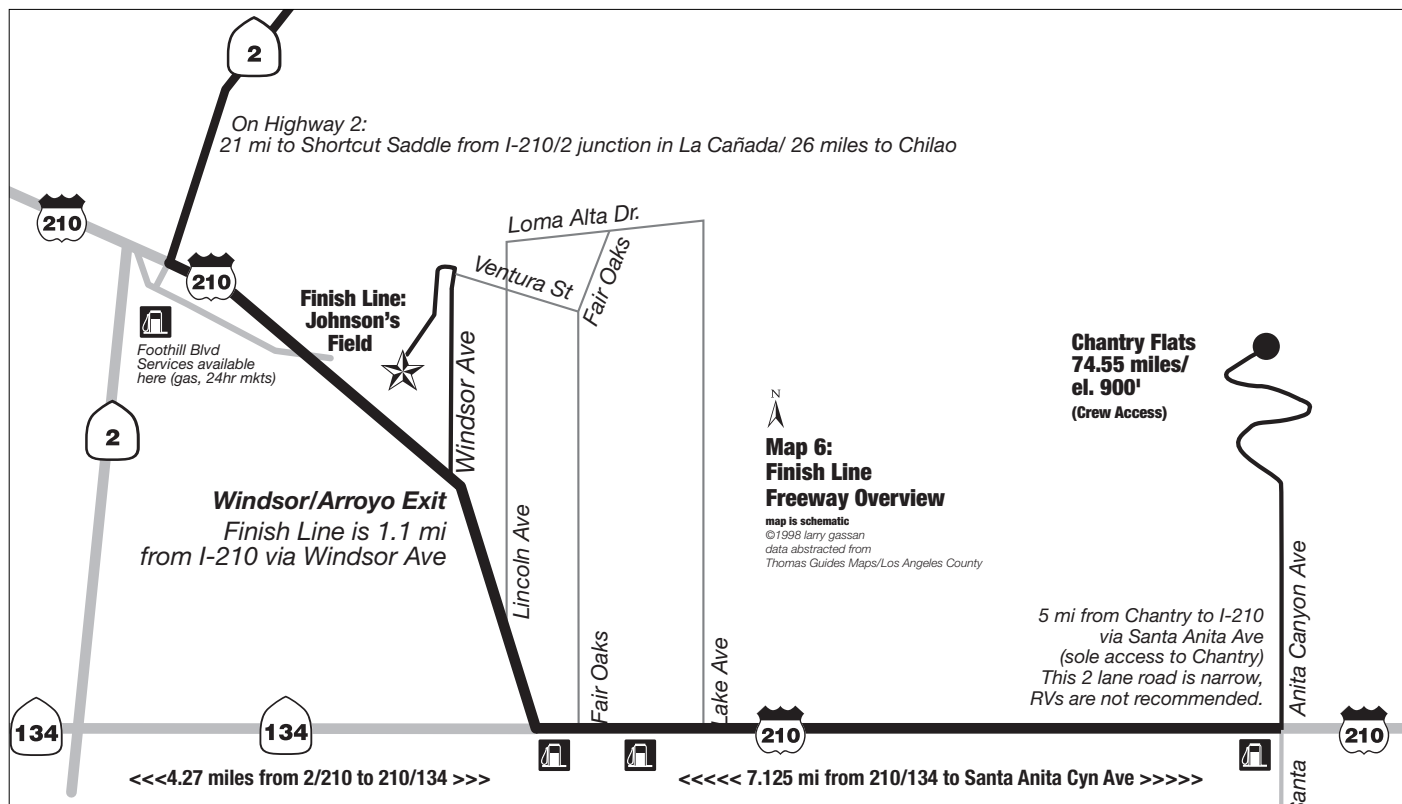 2
On Highway 2:
21 mi to Shortcut Saddle from I-210/2 junction in La Cañada/ 26 miles to Chilao
210
210
Loma Alta Dr.
Ventura St
Fair Oaks
Finish Line:
Johnson's
Field
Foothill Blvd
Services available
here (gas, 24hr mkts)
Windsor Ave
Chantry Flats
74.55 miles/
el. 900'
(Crew Access)
2
N
Map 6:
Finish Line
Freeway Overview
map is schematic
©1998 larry gassan
data abstracted from
Thomas Guides Maps/Los Angeles County
Windsor/Arroyo Exit
Finish Line is 1.1 mi
from I-210 via Windsor Ave
Lincoln Ave
Fair Oaks
Lake Ave
5 mi from Chantry to I-210
via Santa Anita Ave
(sole access to Chantry)
This 2 lane road is narrow,
RVs are not recommended.
Santa Anita Canyon Ave
134
134
210
210
<<<4.27 miles from 2/210 to 210/134 >>>
<<<<< 7.125 mi from 210/134 to Santa Anita Cyn Ave >>>>>